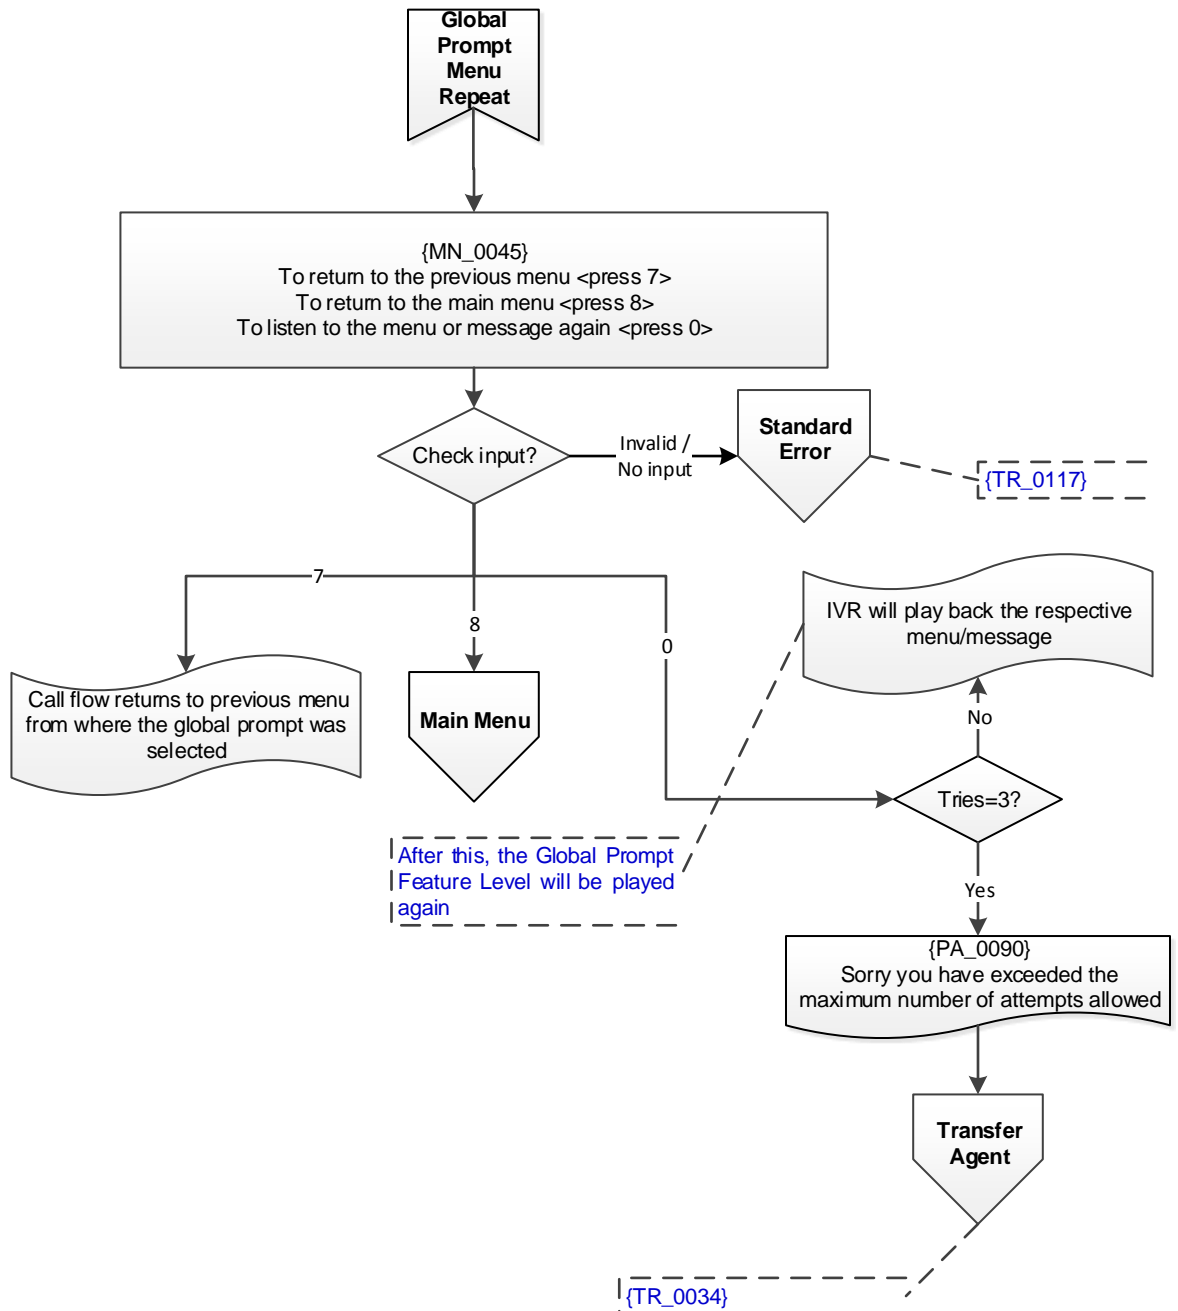 Global
Prompt
Menu
Repeat
{MN_0045}
To return to the previous menu <press 7>
To return to the main menu <press 8>
To listen to the menu or message again <press 0>
Check input?
Invalid /
No input
Standard
Error
{TR_0117}
7
8
0
IVR will play back the respective
menu/message
Call flow returns to previous menu
from where the global prompt was
selected
Main Menu
No
Tries=3?
After this, the Global Prompt
Feature Level will be played
again
Yes
{PA_0090}
Sorry you have exceeded the
maximum number of attempts allowed
Transfer
Agent
{TR_0034}